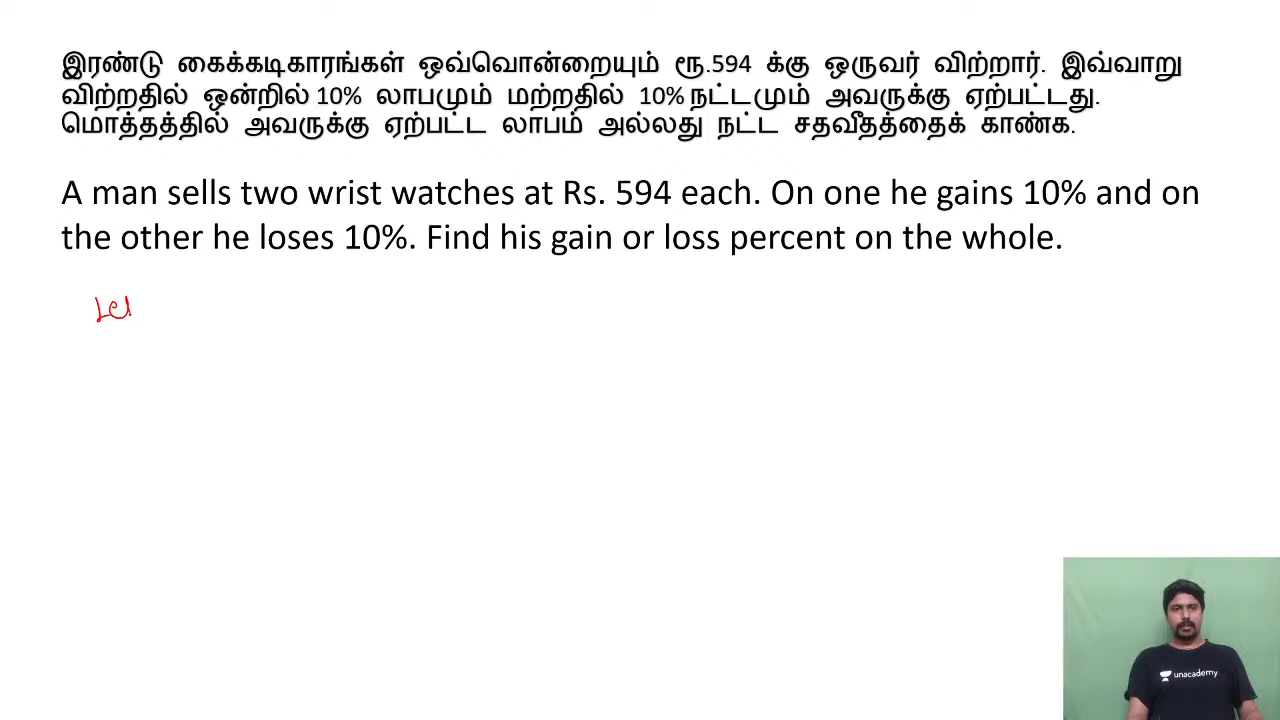 இரண்டு கைக்கடிகாரங்கள் ஒவ்வொன்றையும் ரூ.594 க்கு ஒருவர் விற்றார். இவ்வாறு
விற்றதில் ஒன்றில் 10% லாபமும் மற்றதில் 10% நட்டமும் அவருக்கு ஏற்பட்டது.
மொத்தத்தில் அவருக்கு ஏற்பட்ட லாபம் அல்லது நட்ட சதவீதத்தைக் காண்க.
A man sells two wrist watches at Rs. 594 each. On one he gains 10% and on
the other he loses 10%. Find his gain or loss percent on the whole.
unacademy